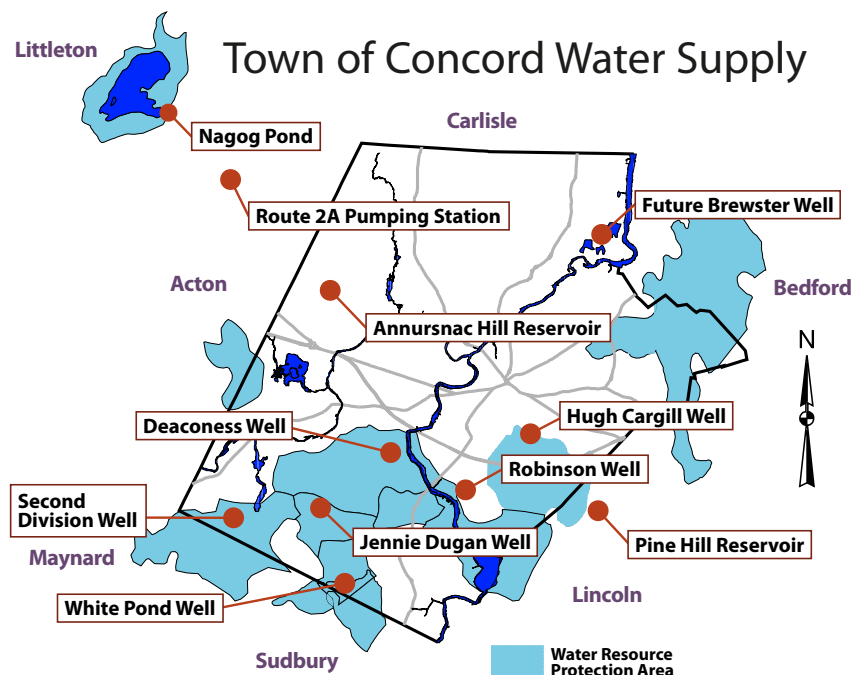 Littleton
Town of Concord Water Supply
Carlisle
Nagog Pond
Future Brewster Well
Route 2A Pumping Station
Acton
Bedford
Annursnac Hill Reservoir
N
Hugh Cargill Well
Deaconess Well
Robinson Well
Second
Division Well
Jennie Dugan Well
Pine Hill Reservoir
Maynard
Lincoln
White Pond Well
Sudbury
Water Resource
Protection Area